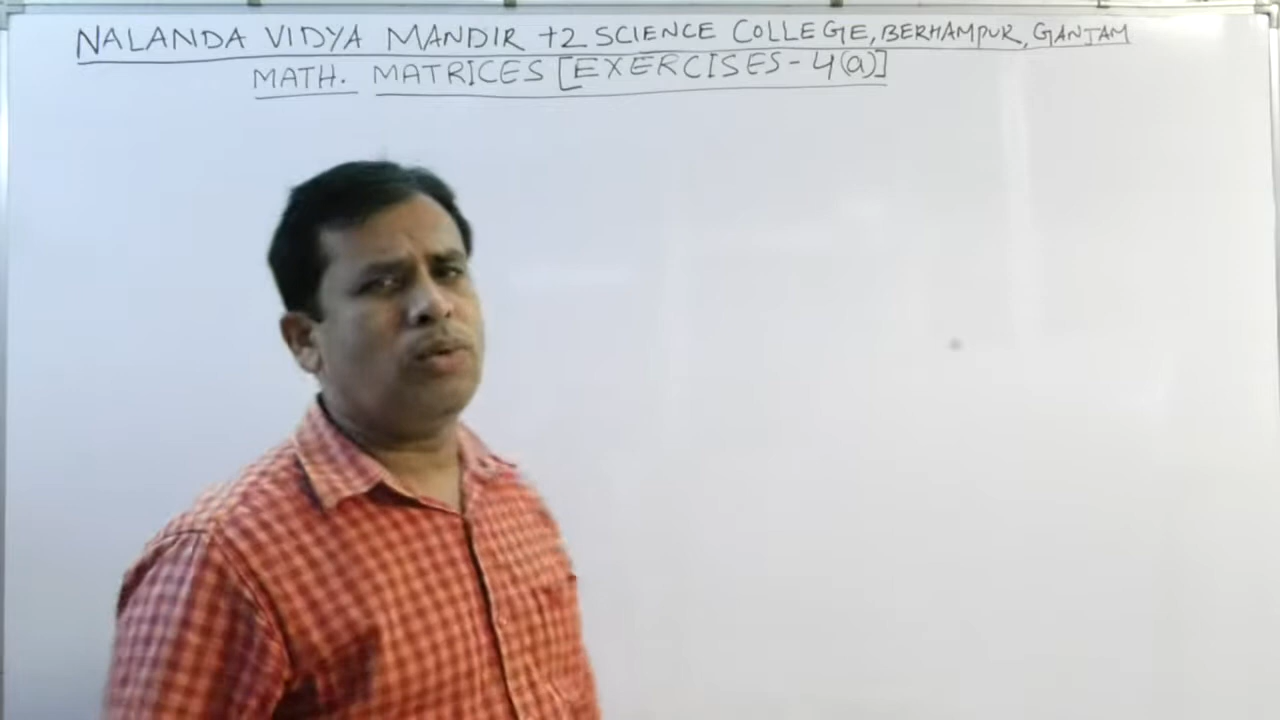 NALANDA VIDYA MANDIR +2 SCIENCE COLLEGE, BERHAMPUR, GANJAM
MATH. MATRICES [EXERCISES-4(a)]